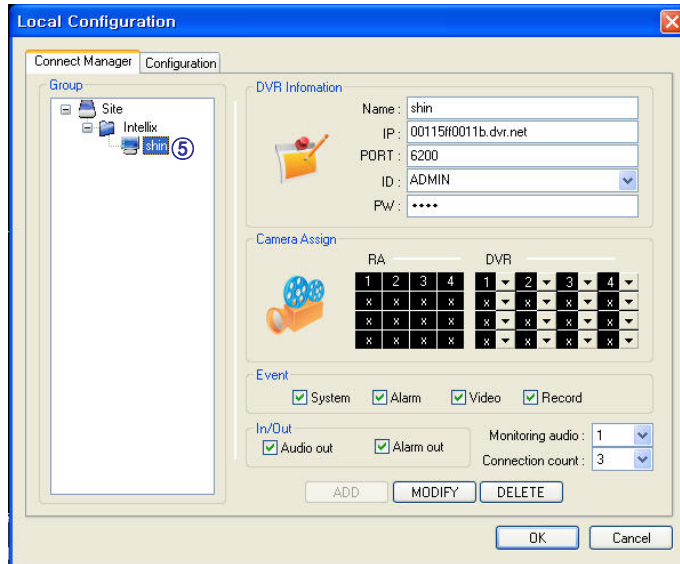 Local Configuration
Connect Manager Configuration
Group
Site
Intellix
shin ⑤
DVR Infomation
Name : shin
IP : 00115ff0011b.dvr.net
PORT : 6200
ID : ADMIN
PW : ••••
Camera Assign
RA DVR
1 2 3 4 1 2 3 4
x x x x x x x x
x x x x x x x x
x x x x x x x x
Event
System Alarm Video Record
In/Out
Audio out Alarm out
Monitoring audio : 1
Connection count : 3
ADD MODIFY DELETE
OK Cancel